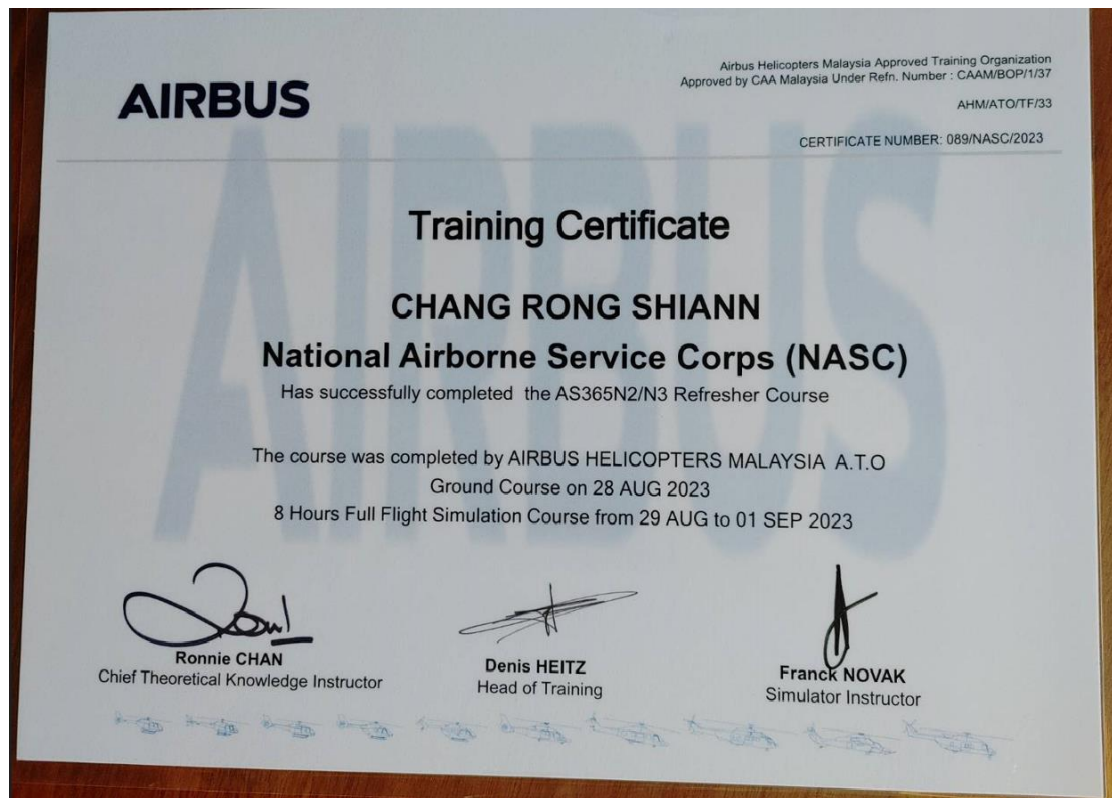 AIRBUS
Airbus Helicopters Malaysia Approved Training Organization
Approved by CAA Malaysia Under Refn. Number : CAAM/BOP/1/37
AHM/ATO/TF/33
CERTIFICATE NUMBER: 089/NASC/2023
AIRBUS
Training Certificate
CHANG RONG SHIANN
National Airborne Service Corps (NASC)
Has successfully completed the AS365N2/N3 Refresher Course
The course was completed by AIRBUS HELICOPTERS MALAYSIA A.T.O
Ground Course on 28 AUG 2023
8 Hours Full Flight Simulation Course from 29 AUG to 01 SEP 2023
Ronnie CHAN
Chief Theoretical Knowledge Instructor
Denis HEITZ
Head of Training
Franck NOVAK
Simulator Instructor